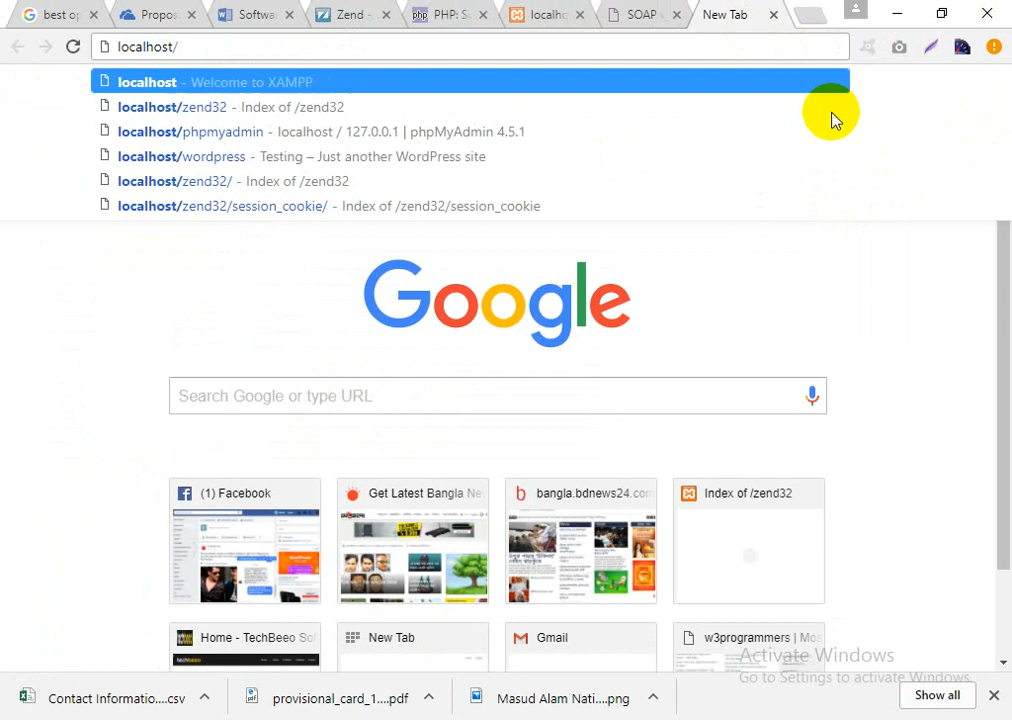 best op
Propos
Softwa
Zend -
PHP: S
localho
SOAP
New Tab
localhost/
localhost - Welcome to XAMPP
localhost/zend32 - Index of /zend32
localhost/phpmyadmin - localhost / 127.0.0.1 | phpMyAdmin 4.5.1
localhost/wordpress - Testing – Just another WordPress site
localhost/zend32/ - Index of /zend32
localhost/zend32/session_cookie/ - Index of /zend32/session_cookie
Google
Search Google or type URL
(1) Facebook
Get Latest Bangla Ne
bangla.bdnews24.com
Index of /zend32
Home - TechBeeo Sof
New Tab
Gmail
w3programmers | Mos
Activate Windows
Go to Settings to activate Windows.
Contact Informatio....csv
provisional_card_1....pdf
Masud Alam Nati....png
Show all